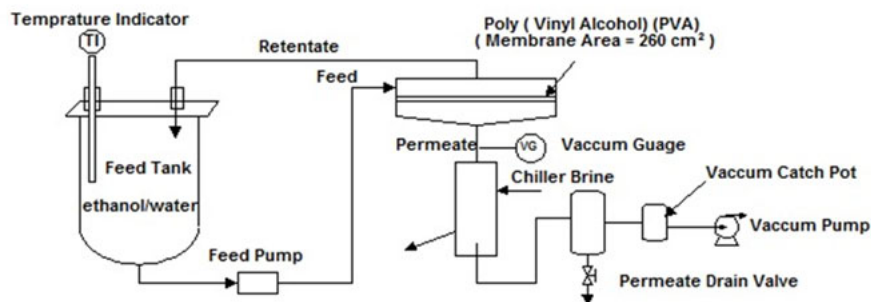 Temprature Indicator
TI
Poly ( Vinyl Alcohol) (PVA)
( Membrane Area = 260 cm²)
Retentate
Feed
Feed Tank
ethanol/water
Permeate
VG
Vaccum Guage
Chiller Brine
Vaccum Catch Pot
Vaccum Pump
Feed Pump
Permeate Drain Valve